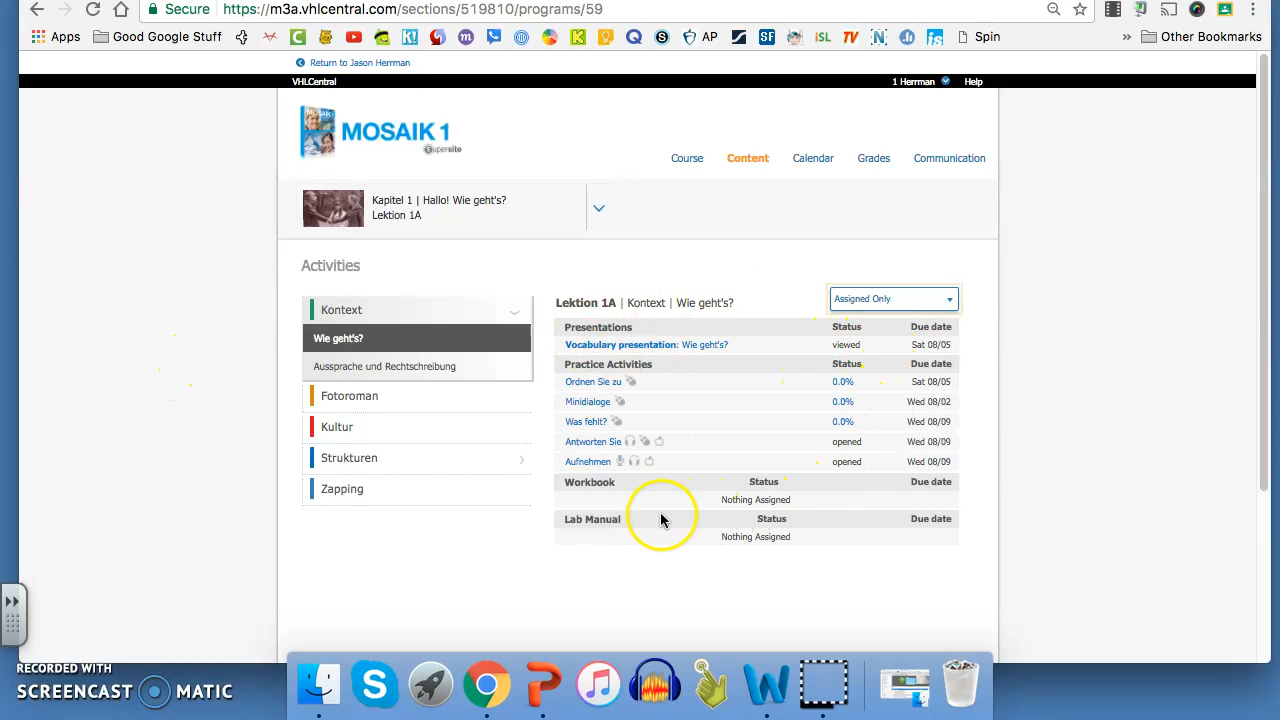 Secure https://m3a.vhlcentral.com/sections/519810/programs/59
Apps Good Google Stuff AP SF iSL TV N Spin » Other Bookmarks
Return to Jason Herrman
VHLCentral 1 Herrman Help
MOSAIK 1
supersite
Course Content Calendar Grades Communication
Kapitel 1 | Hallo! Wie geht's?
Lektion 1A
Activities
Kontext
Wie geht's?
Aussprache und Rechtschreibung
Fotoroman
Kultur
Strukturen
Zapping
Lektion 1A | Kontext | Wie geht's? Assigned Only
Presentations Status Due date
Vocabulary presentation: Wie geht's? viewed Sat 08/05
Practice Activities Status Due date
Ordnen Sie zu 0.0% Sat 08/05
Minidialoge 0.0% Wed 08/02
Was fehlt? 0.0% Wed 08/09
Antworten Sie opened Wed 08/09
Aufnehmen opened Wed 08/09
Workbook Status Due date
Nothing Assigned
Lab Manual Status Due date
Nothing Assigned
RECORDED WITH
SCREENCAST MATIC